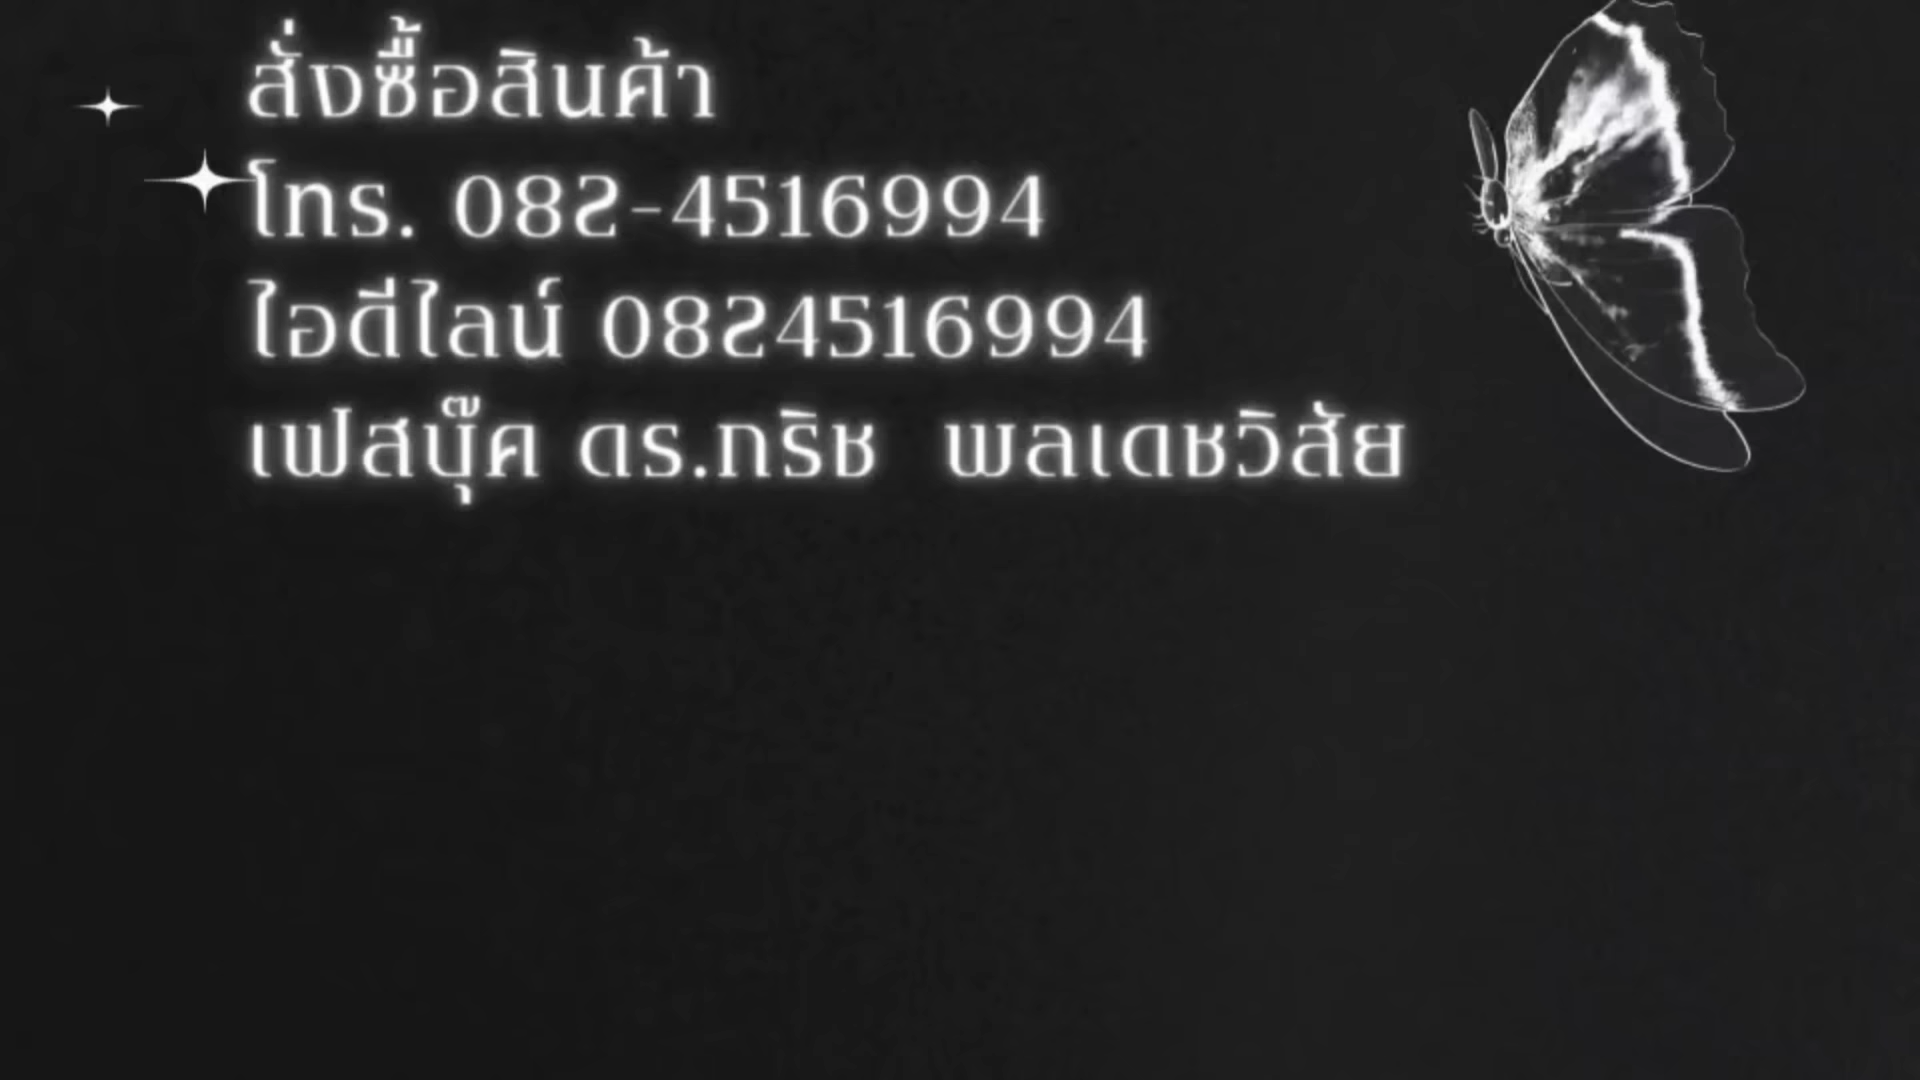 สั่งซื้อสินค้า
โทร. 082-4516994
ไอดีไลน์ 0824516994
เฟสบุ๊ค ดร.กริช พลเดชวิสัย